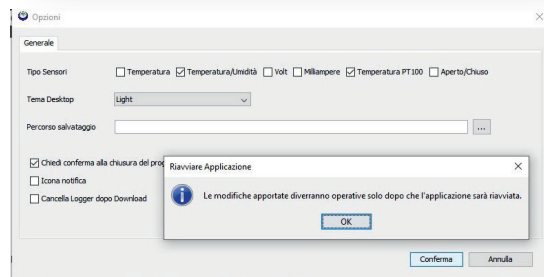 Opzioni
Generale
Tipo Sensori Temperatura Temperatura/Umidità Volt Miliampere Temperatura PT100 Aperto/Chiuso
Tema Desktop Light
Percorso salvataggio ...
Chiedi conferma alla chiusura del prog
Icona notifica
Cancella Logger dopo Download
Riavviare Applicazione
Le modifiche apportate diverranno operative solo dopo che l'applicazione sarà riavviata.
OK
Conferma Annulla